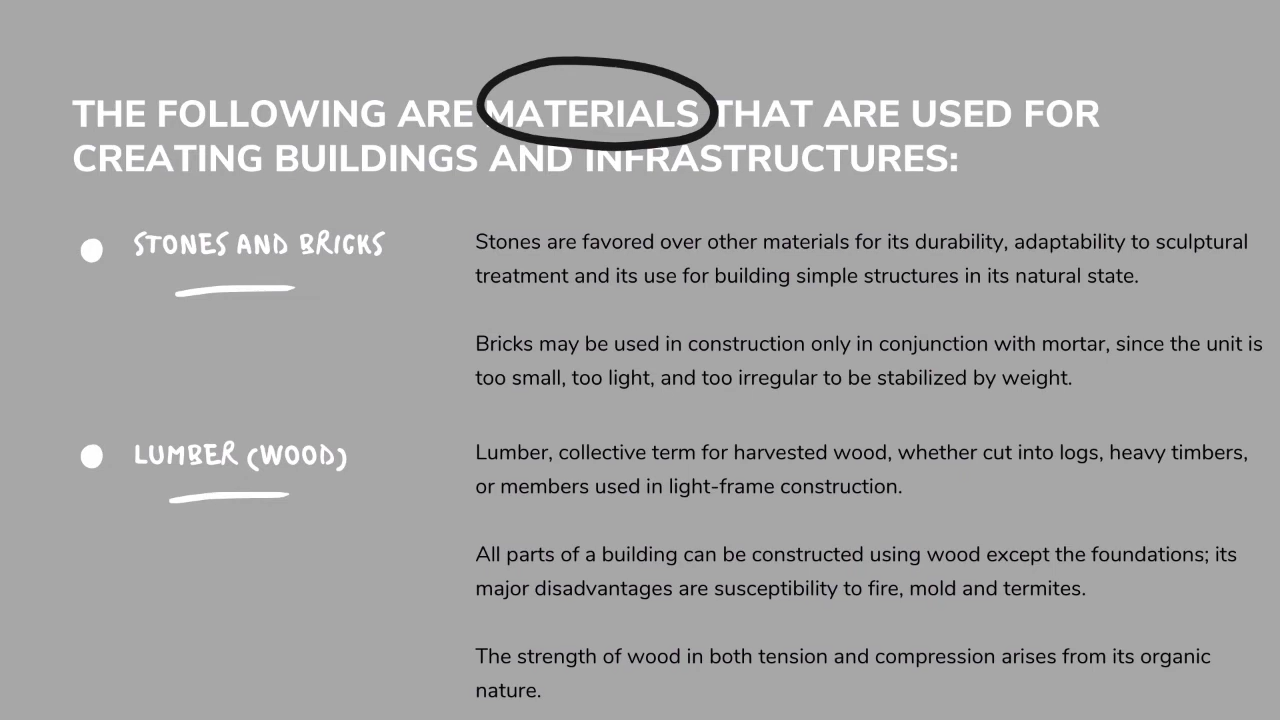 THE FOLLOWING ARE MATERIALS THAT ARE USED FOR
CREATING BUILDINGS AND INFRASTRUCTURES:
STONES AND BRICKS
Stones are favored over other materials for its durability, adaptability to sculptural
treatment and its use for building simple structures in its natural state.
Bricks may be used in construction only in conjunction with mortar, since the unit is
too small, too light, and too irregular to be stabilized by weight.
LUMBER (WOOD)
Lumber, collective term for harvested wood, whether cut into logs, heavy timbers,
or members used in light-frame construction.
All parts of a building can be constructed using wood except the foundations; its
major disadvantages are susceptibility to fire, mold and termites.
The strength of wood in both tension and compression arises from its organic
nature.